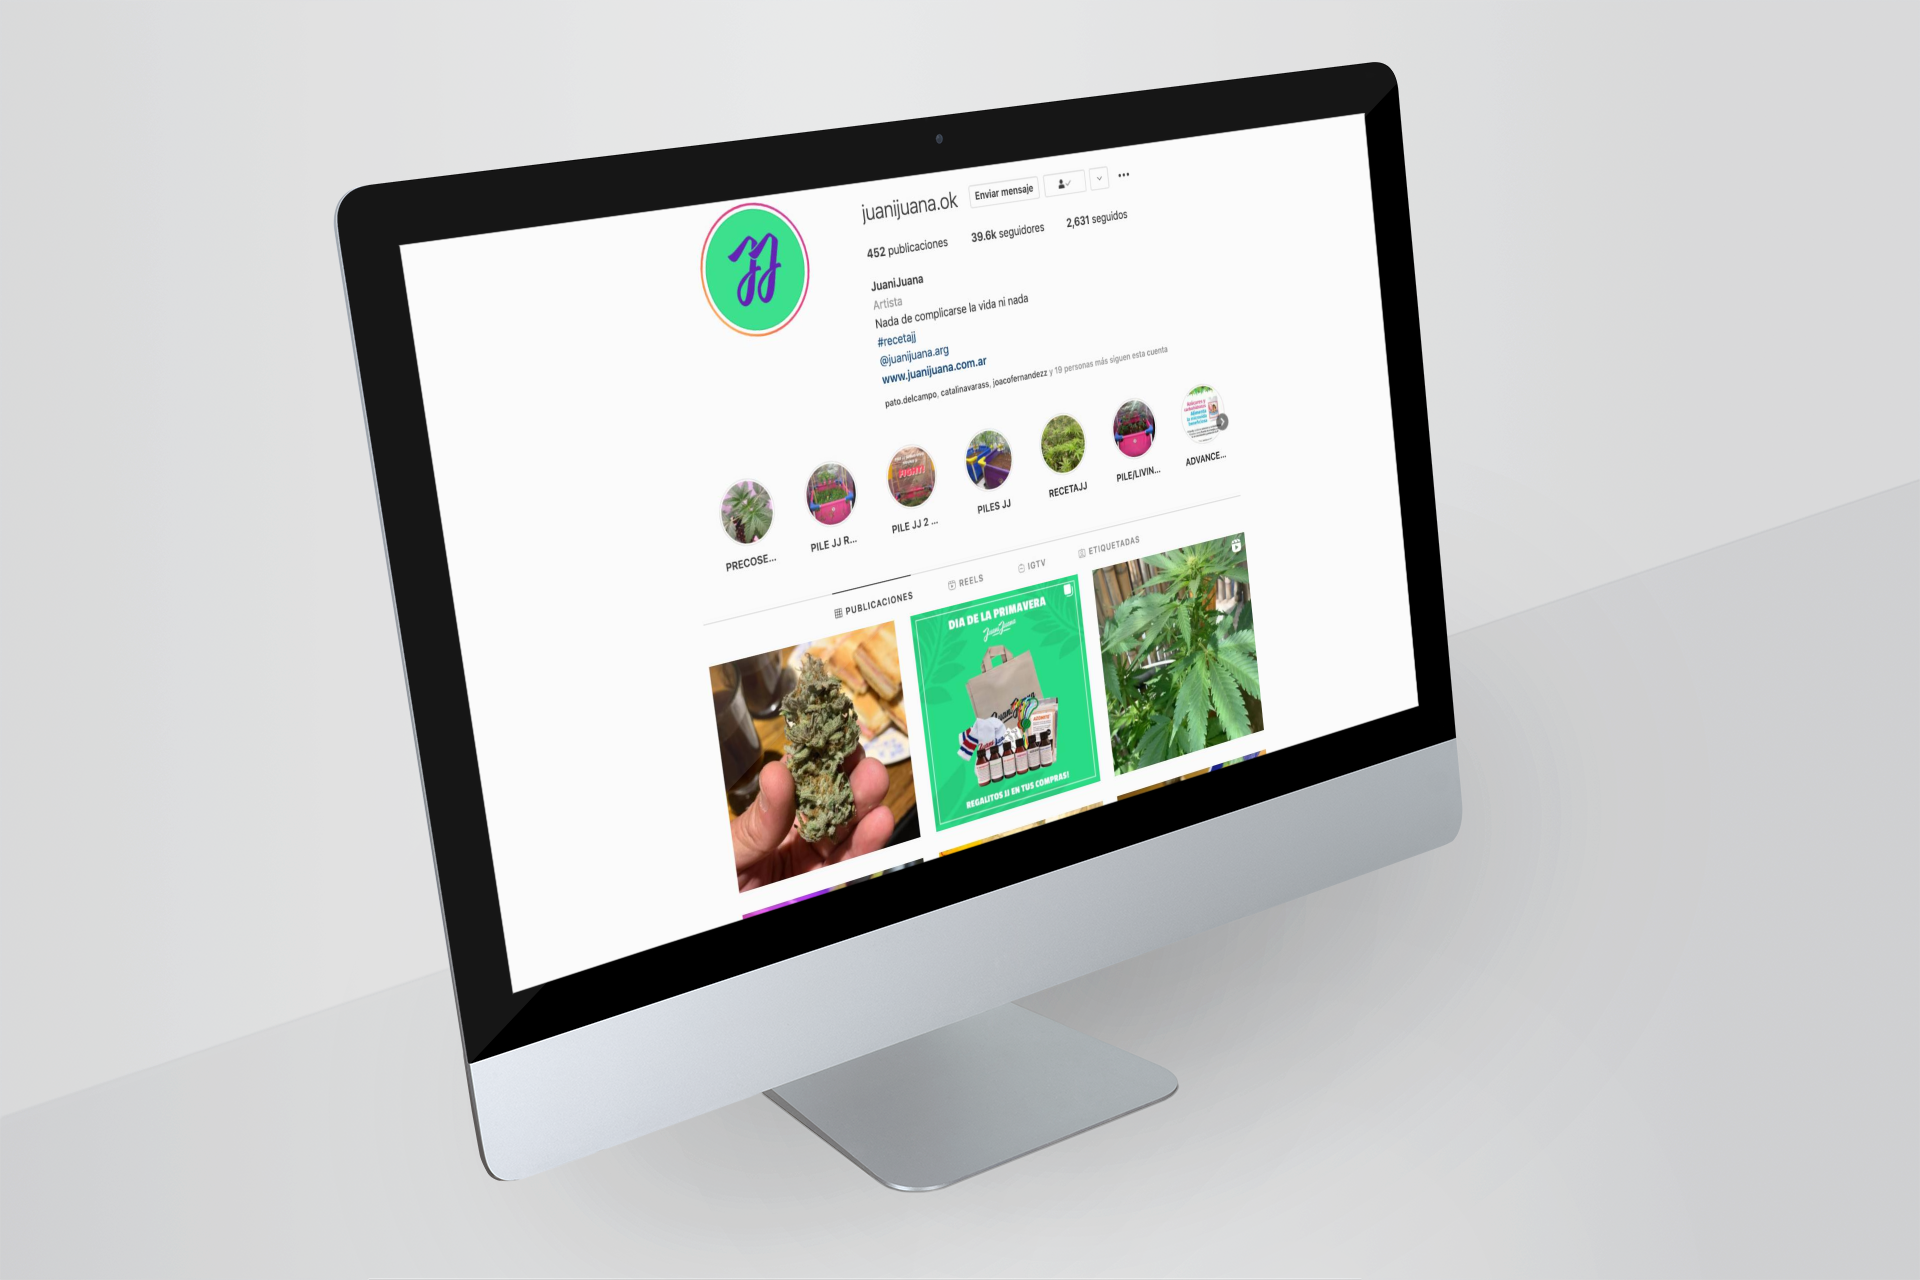 JJ
juanijuana.ok Enviar mensaje
452 publicaciones 39.6k seguidores 2,631 seguidos
JuaniJuana
Artista
Nada de complicarse la vida ni nada
#recetajj
@juanijuana.arg
www.juanijuana.com.ar
pato.delcampo, catalinavarass, joacofernandezz y 19 personas más siguen esta cuenta
FIGHT!
PRECOSE... PILE JJ R... PILE JJ 2 ... PILES JJ RECETAJJ PILE/LIVIN... ADVANCE...
PUBLICACIONES REELS IGTV ETIQUETADAS
DIA DE LA PRIMAVERA
JuaniJuana
REGALITOS JJ EN TUS COMPRAS!